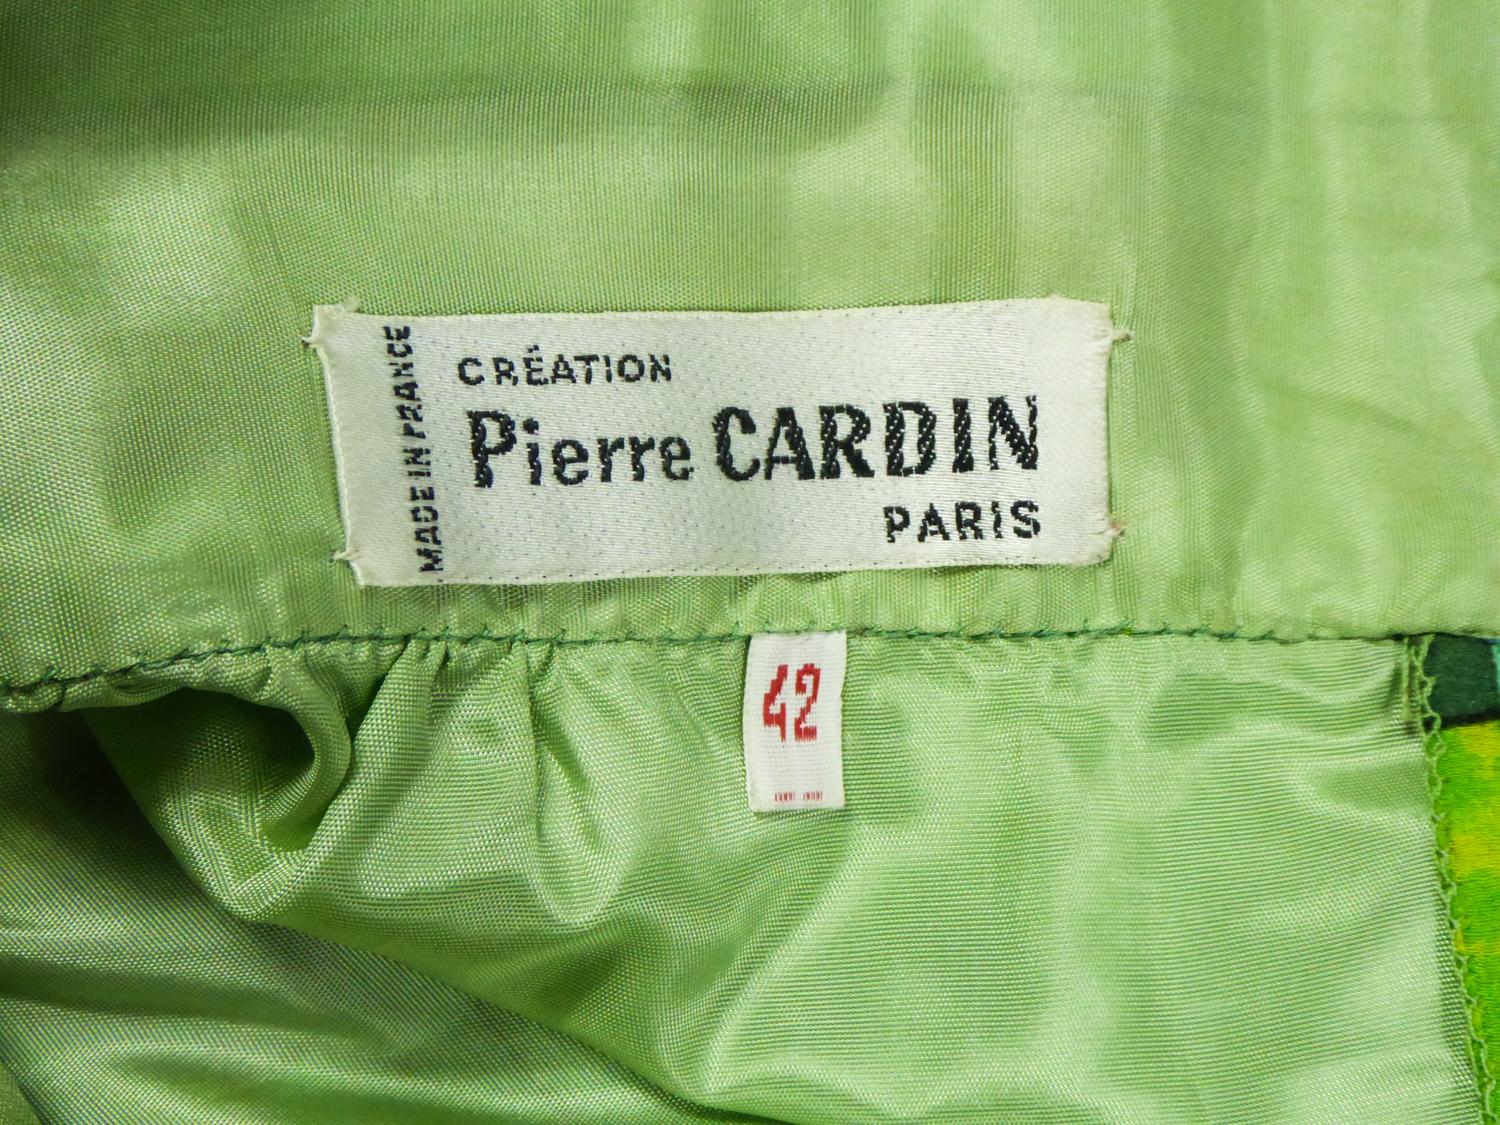 MADE IN FRANCE
CRÉATION
Pierre CARDIN
PARIS
42